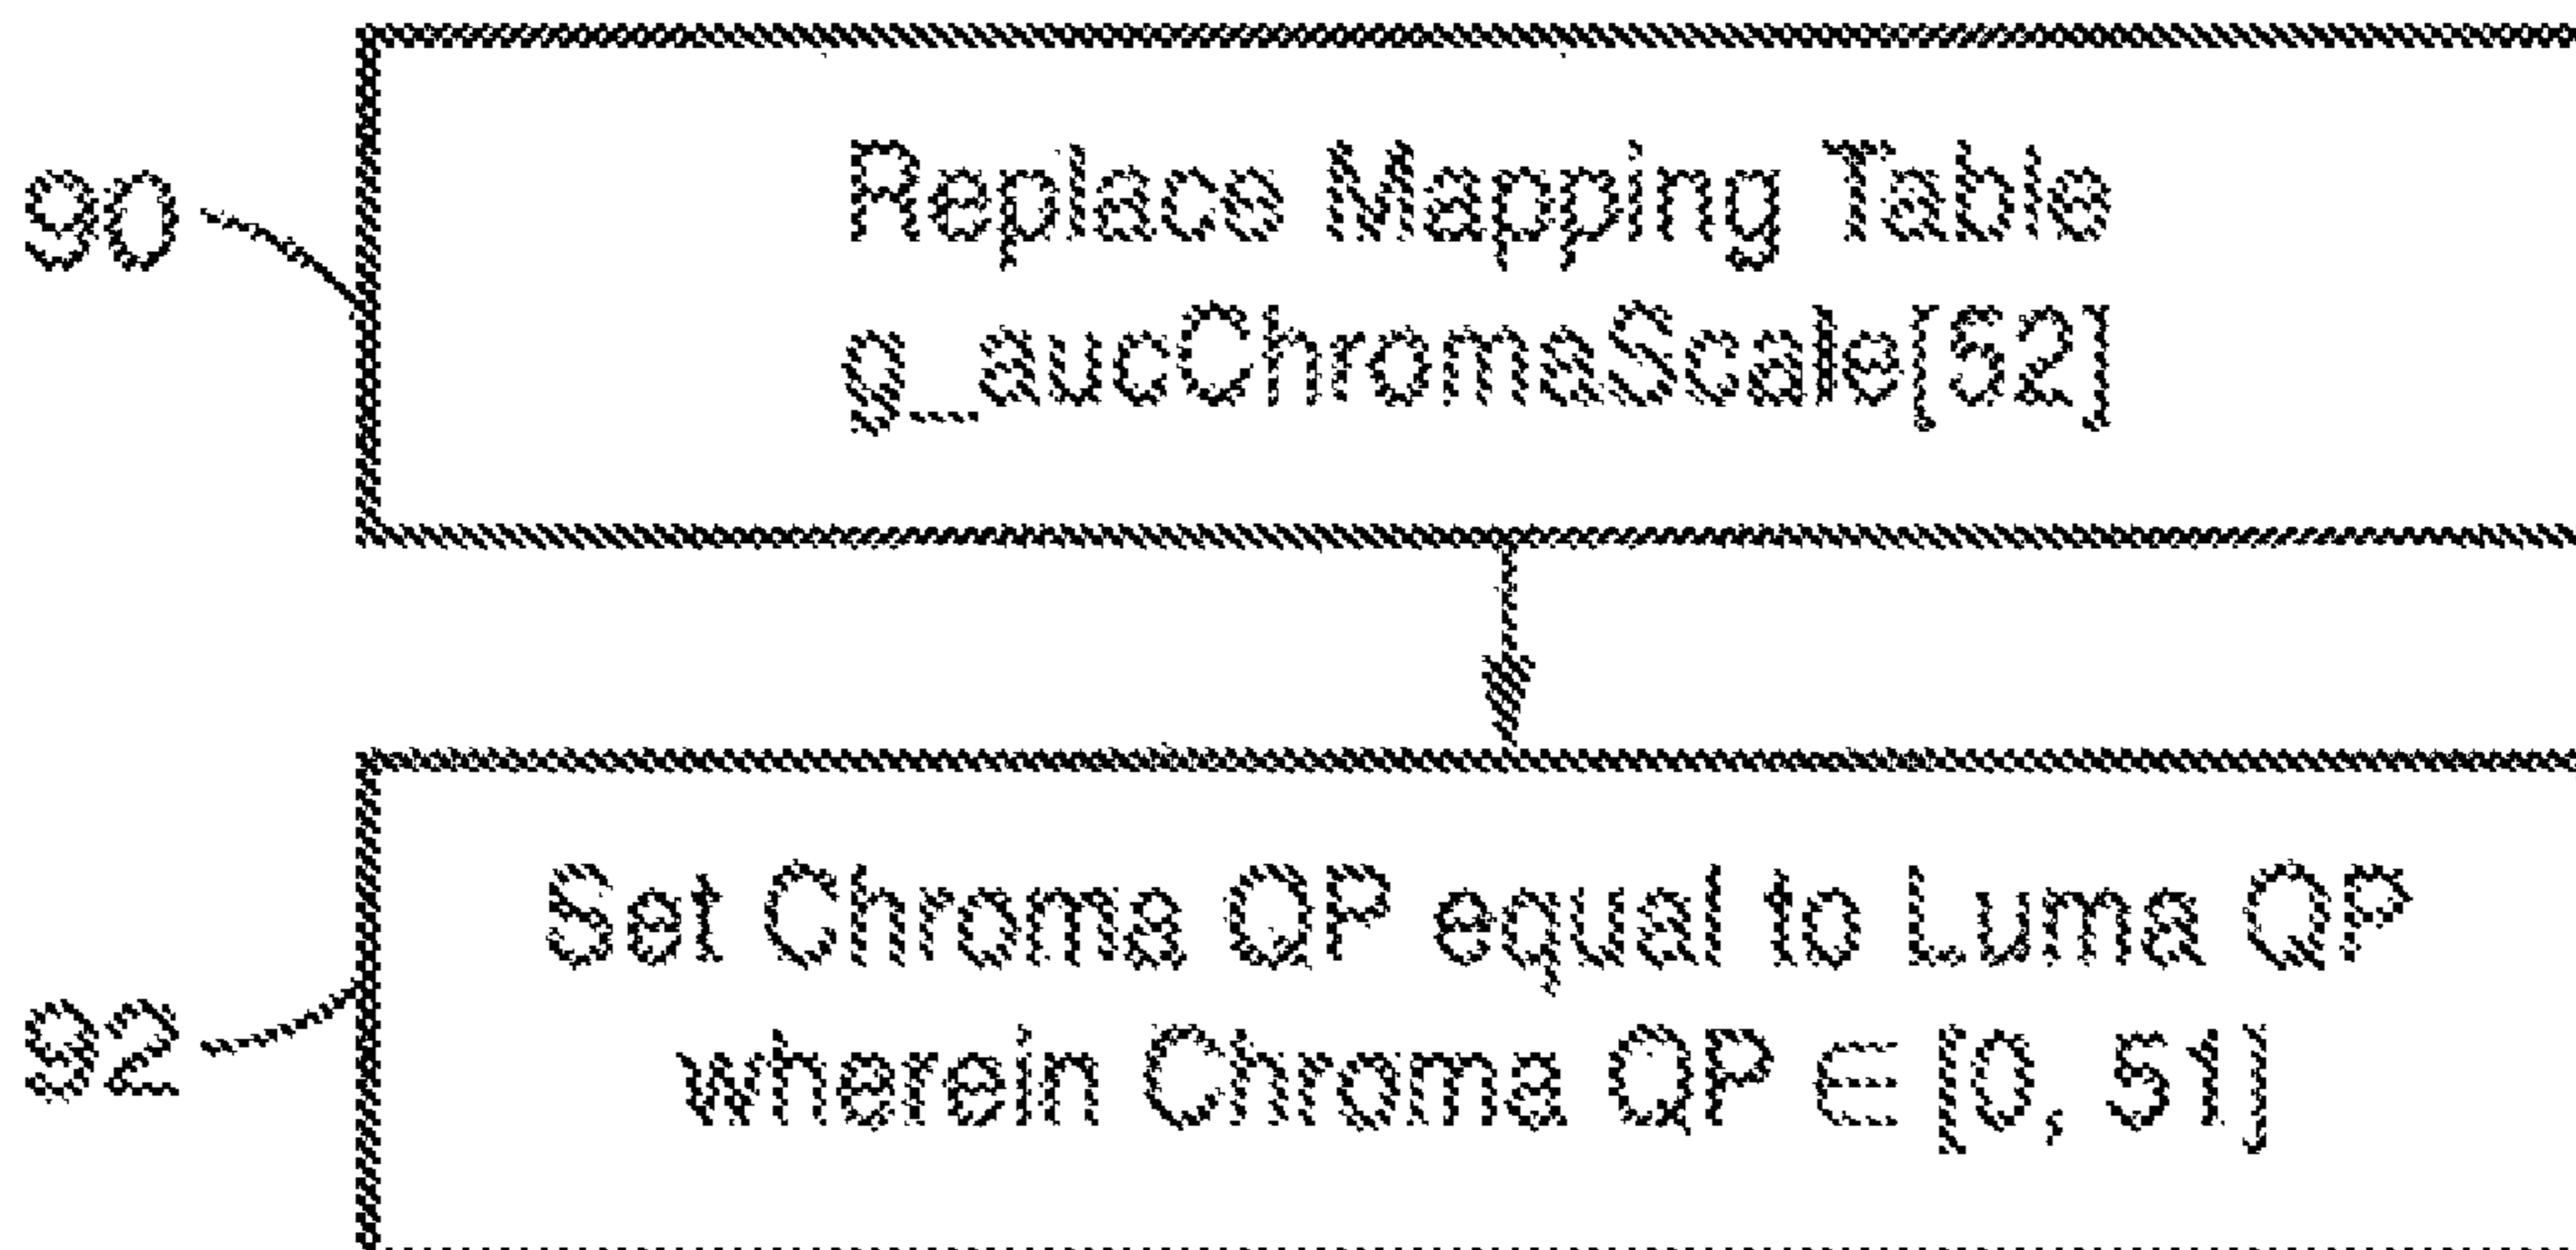 90
Replace Mapping Table
g_aucChromaScale[52]
92
Set Chroma QP equal to Luma QP
wherein Chroma QP ∈ [0, 51]